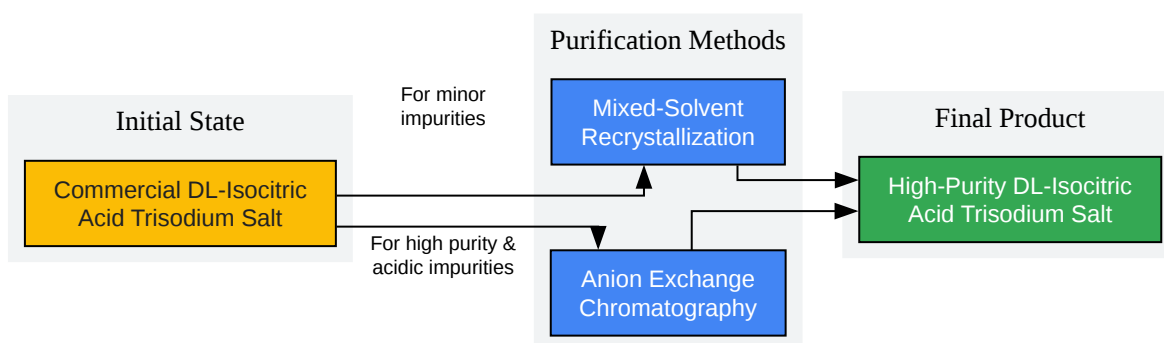 Initial State
Commercial DL-Isocitric
Acid Trisodium Salt
For minor
impurities
For high purity &
acidic impurities
Purification Methods
Mixed-Solvent
Recrystallization
Anion Exchange
Chromatography
Final Product
High-Purity DL-Isocitric
Acid Trisodium Salt